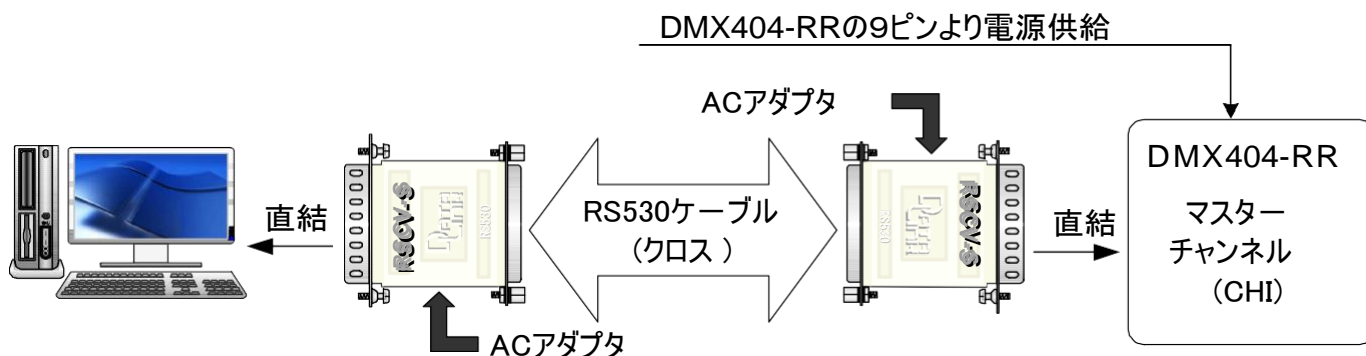 DMX404-RRの9ピンより電源供給
ACアダプタ
DMX404-RR
マスター
チャンネル
(CHI)
直結
RSCV-S
RS530
RS530ケーブル
(クロス )
RS530
RSCV-S
直結
ACアダプタ